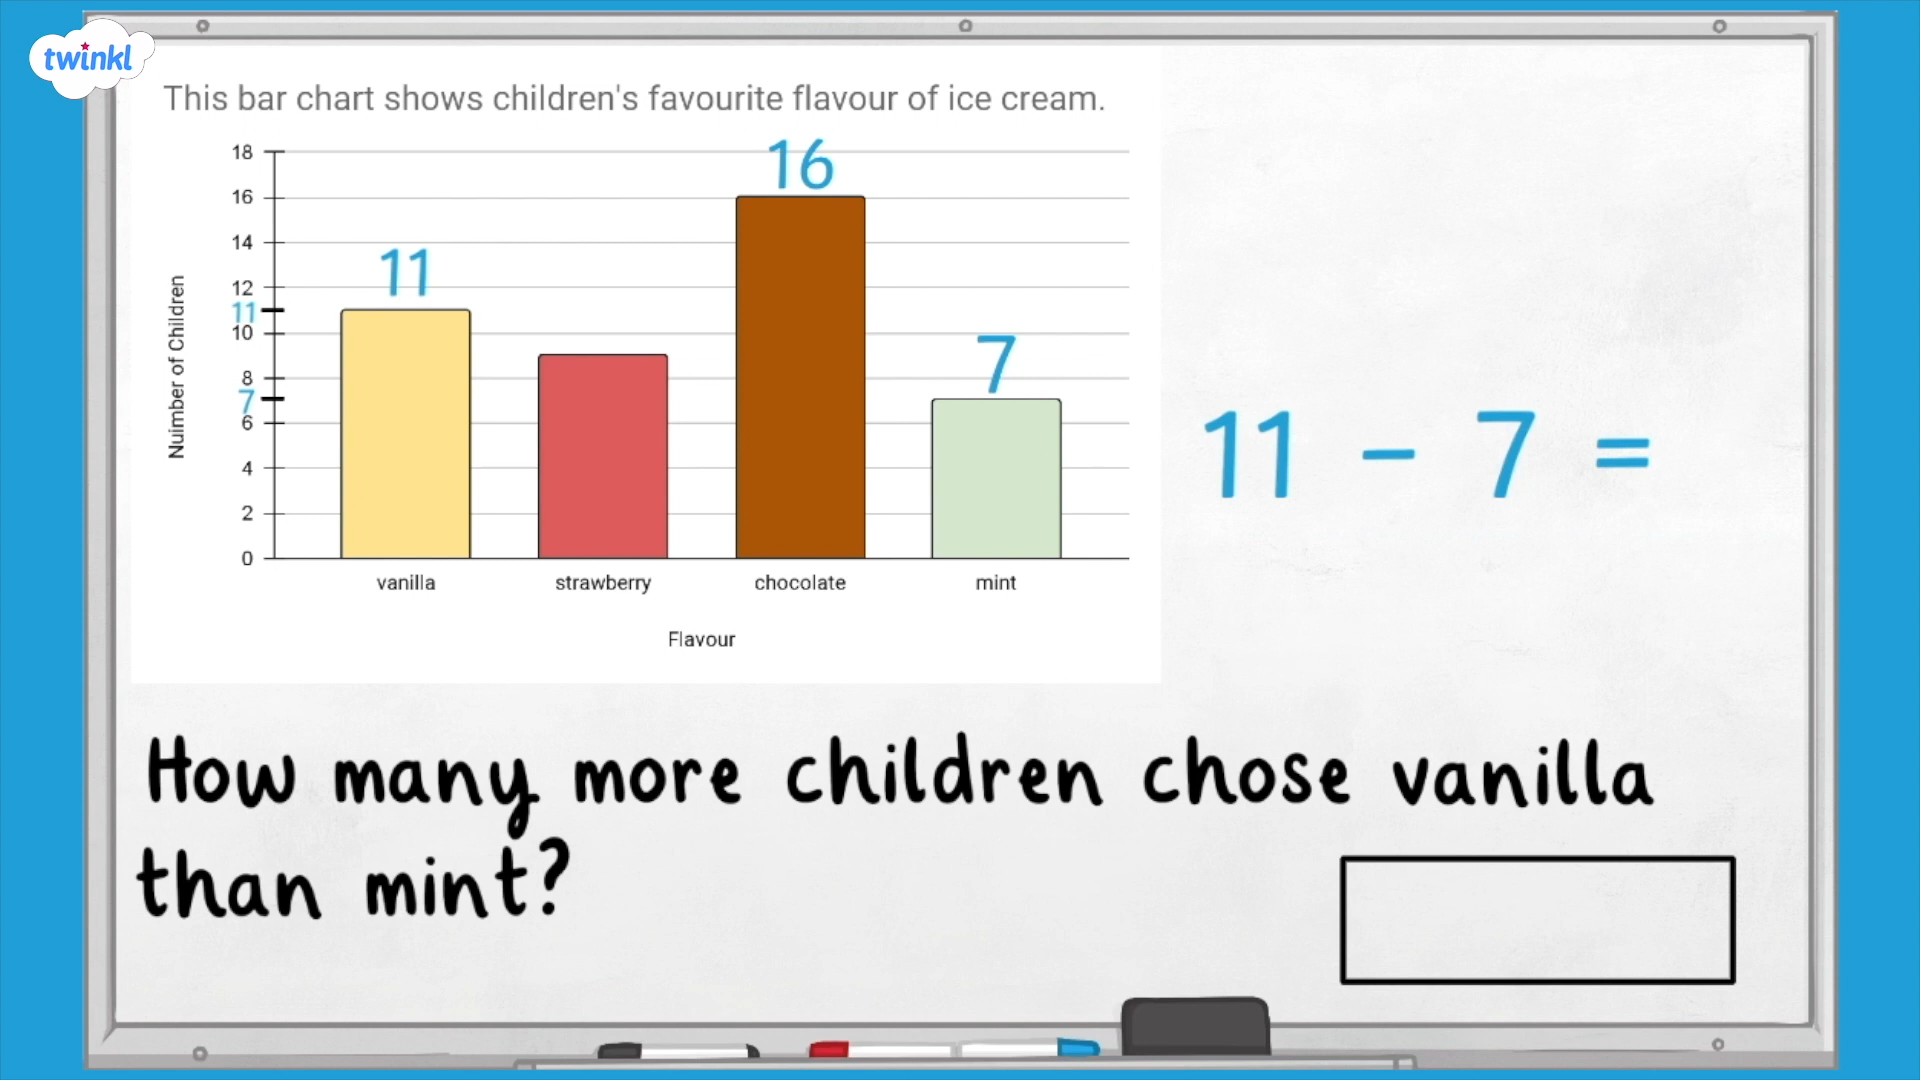 twinkl
This bar chart shows children's favourite flavour of ice cream.
18
16
14
12
11
10
8
7
6
4
2
0
Nuimber of Children
11
16
7
vanilla strawberry chocolate mint
Flavour
11 - 7 =
How many more children chose vanilla
than mint?